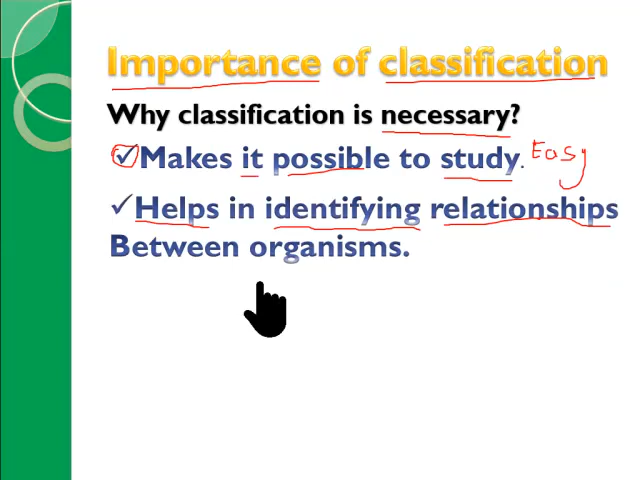 Importance of classification
Why classification is necessary?
✓Makes it possible to study. Easy
✓Helps in identifying relationships
Between organisms.